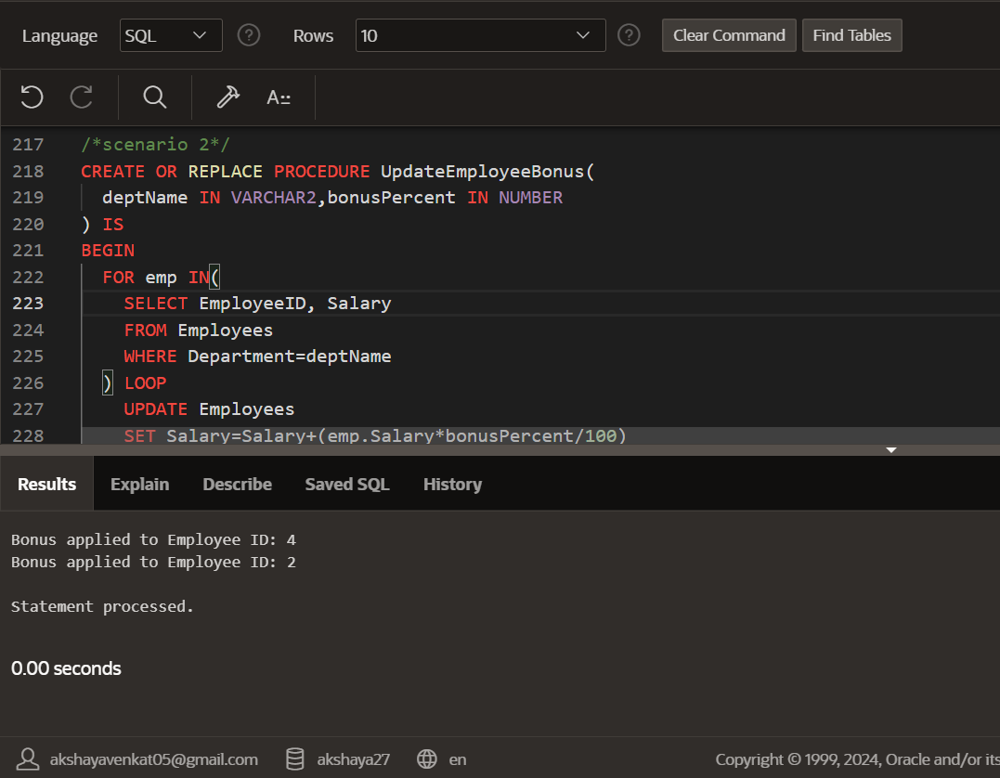 Language SQL Rows 10 Clear Command Find Tables
A::
217 /*scenario 2*/
218 CREATE OR REPLACE PROCEDURE UpdateEmployeeBonus(
219 deptName IN VARCHAR2,bonusPercent IN NUMBER
220 ) IS
221 BEGIN
222 FOR emp IN(
223 SELECT EmployeeID, Salary
224 FROM Employees
225 WHERE Department=deptName
226 ) LOOP
227 UPDATE Employees
228 SET Salary=Salary+(emp.Salary*bonusPercent/100)
Results Explain Describe Saved SQL History
Bonus applied to Employee ID: 4
Bonus applied to Employee ID: 2
Statement processed.
0.00 seconds
akshayavenkat05@gmail.com akshaya27 en Copyright © 1999, 2024, Oracle and/or its